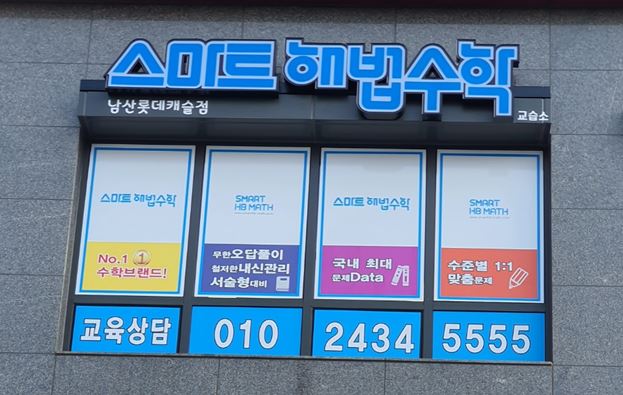 스마트 해법수학
남산롯데캐슬점
교습소
스마트 해법수학
No.1 1
수학브랜드!
SMART
HB MATH
무한오답풀이
철저한내신관리
서술형대비
스마트 해법수학
국내 최대
문제Data
SMART
HB MATH
수준별 1:1
맞춤문제
교육상담 010 2434 5555